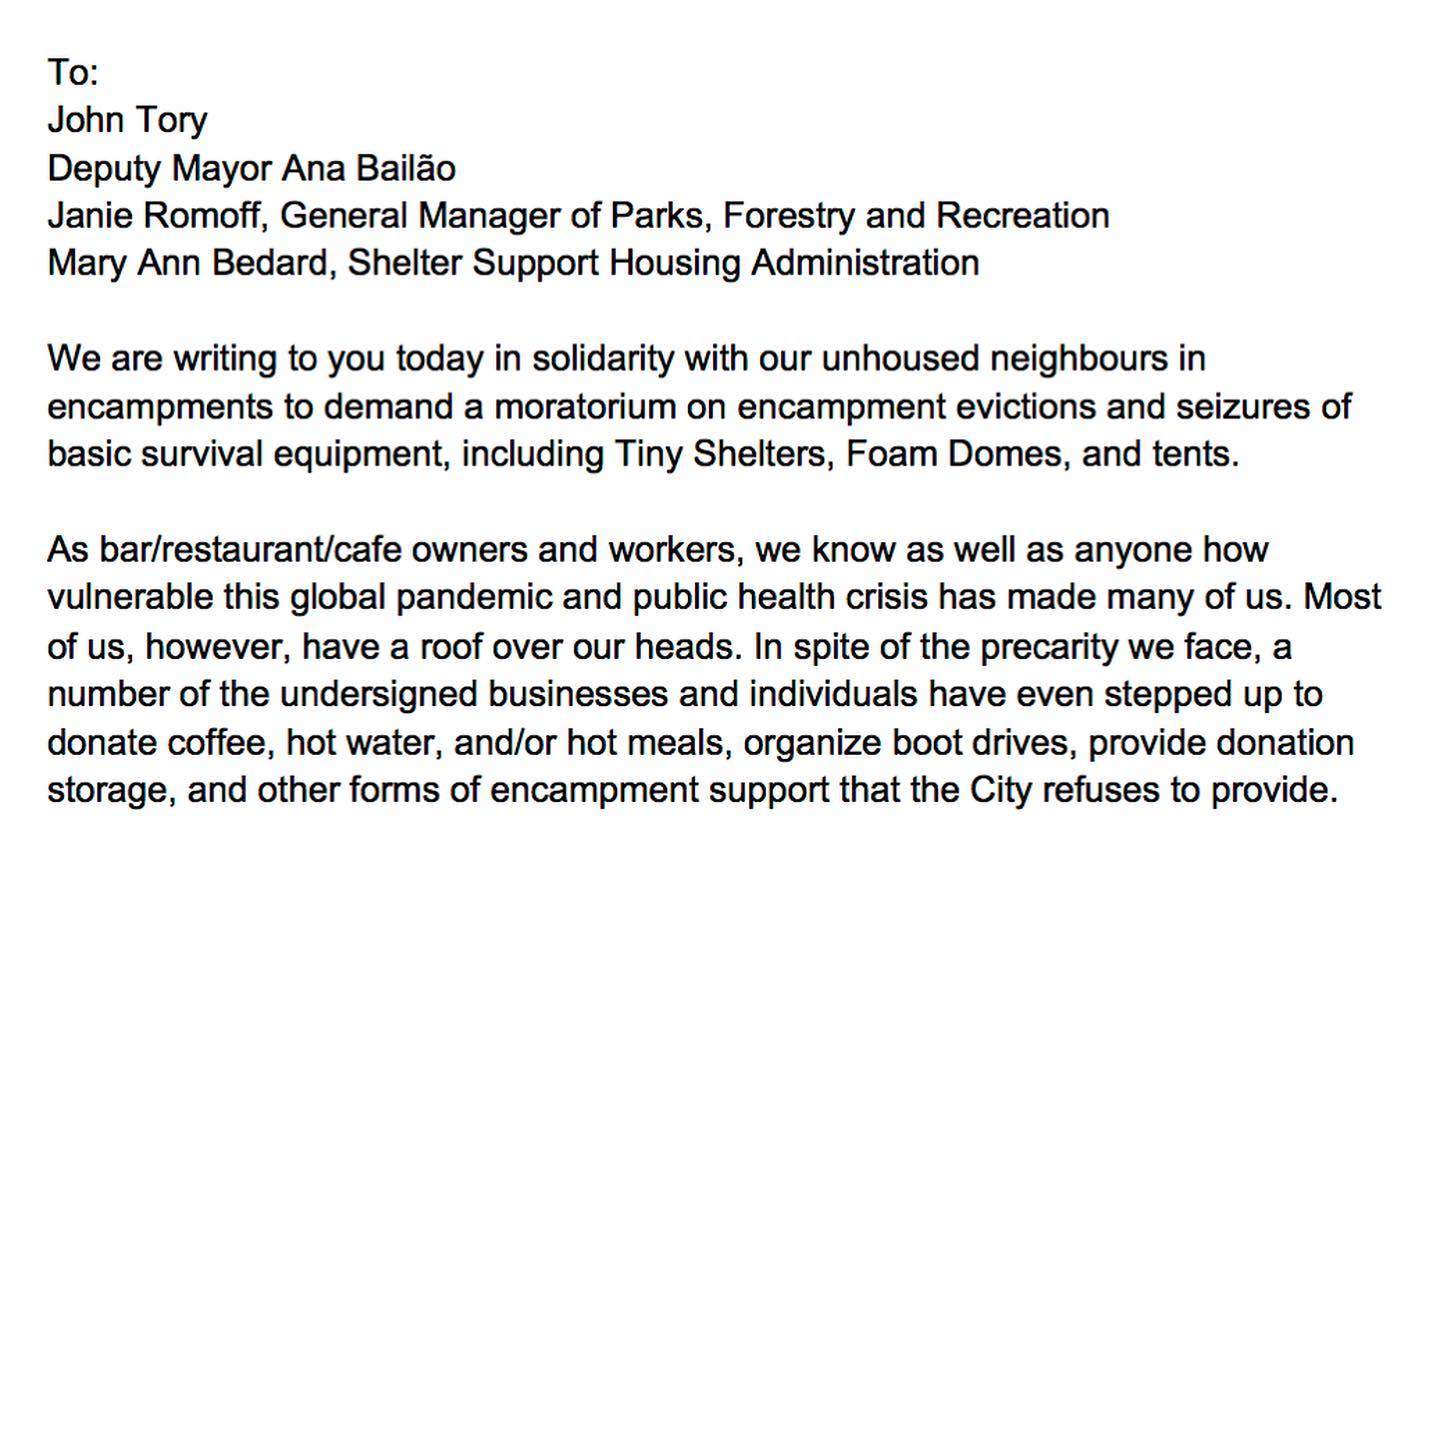 To:
John Tory
Deputy Mayor Ana Bailão
Janie Romoff, General Manager of Parks, Forestry and Recreation
Mary Ann Bedard, Shelter Support Housing Administration
We are writing to you today in solidarity with our unhoused neighbours in
encampments to demand a moratorium on encampment evictions and seizures of
basic survival equipment, including Tiny Shelters, Foam Domes, and tents.
As bar/restaurant/cafe owners and workers, we know as well as anyone how
vulnerable this global pandemic and public health crisis has made many of us. Most
of us, however, have a roof over our heads. In spite of the precarity we face, a
number of the undersigned businesses and individuals have even stepped up to
donate coffee, hot water, and/or hot meals, organize boot drives, provide donation
storage, and other forms of encampment support that the City refuses to provide.